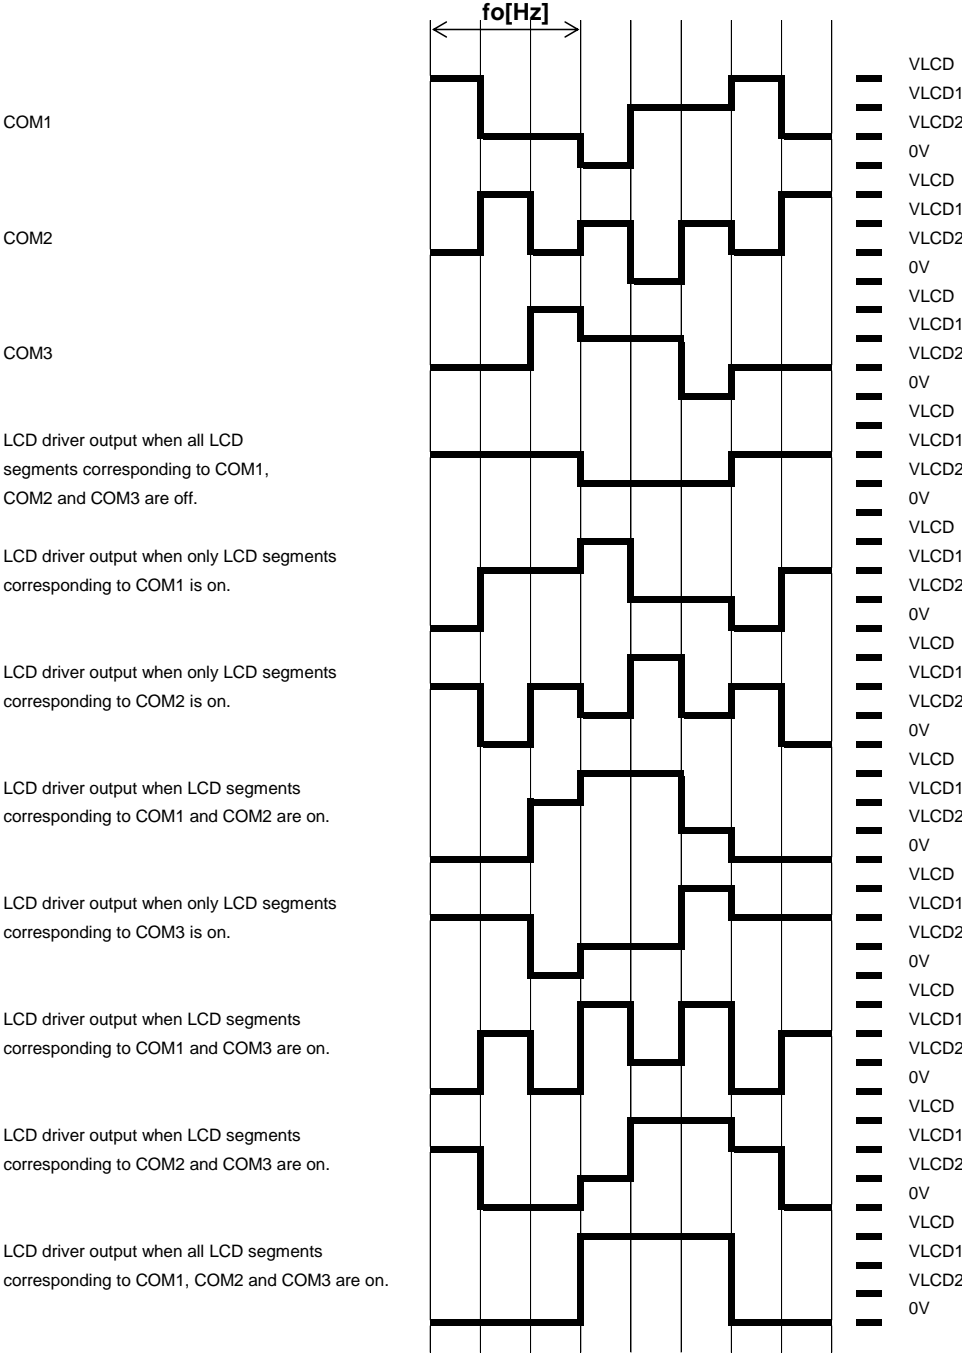 fo[Hz]
VLCD
VLCD1
COM1
VLCD2
0V
VLCD
VLCD1
COM2
VLCD2
0V
VLCD
VLCD1
COM3
VLCD2
0V
VLCD
LCD driver output when all LCD
VLCD1
segments corresponding to COM1,
VLCD2
COM2 and COM3 are off.
0V
VLCD
LCD driver output when only LCD segments
VLCD1
corresponding to COM1 is on.
VLCD2
0V
VLCD
LCD driver output when only LCD segments
VLCD1
corresponding to COM2 is on.
VLCD2
0V
VLCD
LCD driver output when LCD segments
VLCD1
corresponding to COM1 and COM2 are on.
VLCD2
0V
VLCD
LCD driver output when only LCD segments
VLCD1
corresponding to COM3 is on.
VLCD2
0V
VLCD
LCD driver output when LCD segments
VLCD1
corresponding to COM1 and COM3 are on.
VLCD2
0V
VLCD
LCD driver output when LCD segments
VLCD1
corresponding to COM2 and COM3 are on.
VLCD2
0V
VLCD
LCD driver output when all LCD segments
VLCD1
corresponding to COM1, COM2 and COM3 are on.
VLCD2
0V